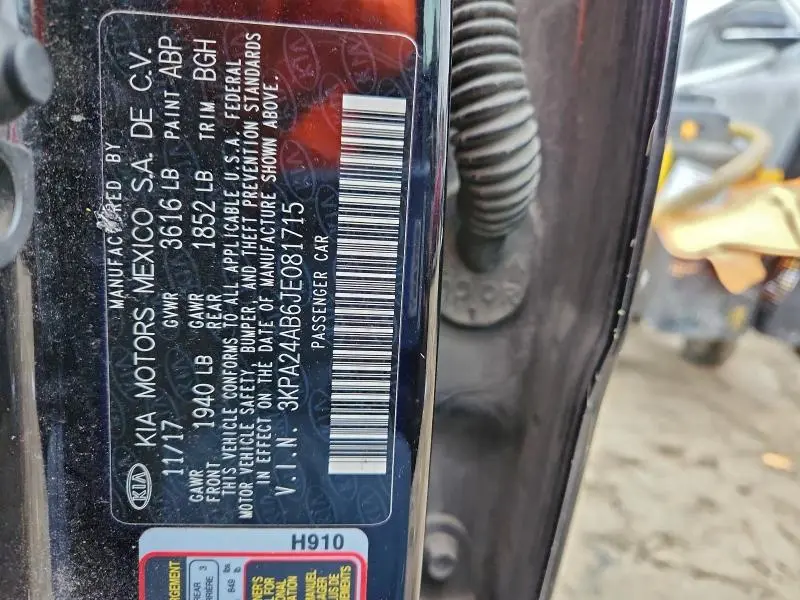 MANUFACTURED BY
KIA KIA MOTORS MEXICO S.A. DE C.V.
11/17 GVWR 3616 LB PAINT ABP
GAWR FRONT 1940 LB GAWR REAR 1852 LB TRIM BGH
THIS VEHICLE CONFORMS TO ALL APPLICABLE U.S.A. FEDERAL
MOTOR VEHICLE SAFETY, BUMPER, AND THEFT PREVENTION STANDARDS
IN EFFECT ON THE DATE OF MANUFACTURE SHOWN ABOVE.
V.I.N. 3KPA24AB6JE081715
PASSENGER CAR
H910